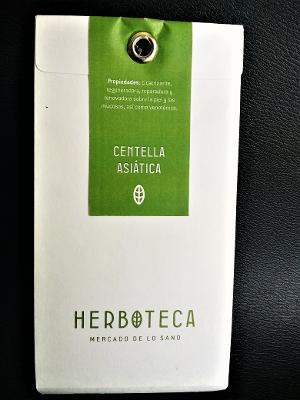 Propiedades: cicatrizante,
regeneradora, reparadora y
renovadora sobre la piel y las
mucosas, así como venotónica.
CENTELLA
ASIÁTICA
HERBOTECA
MERCADO DE LO SANO